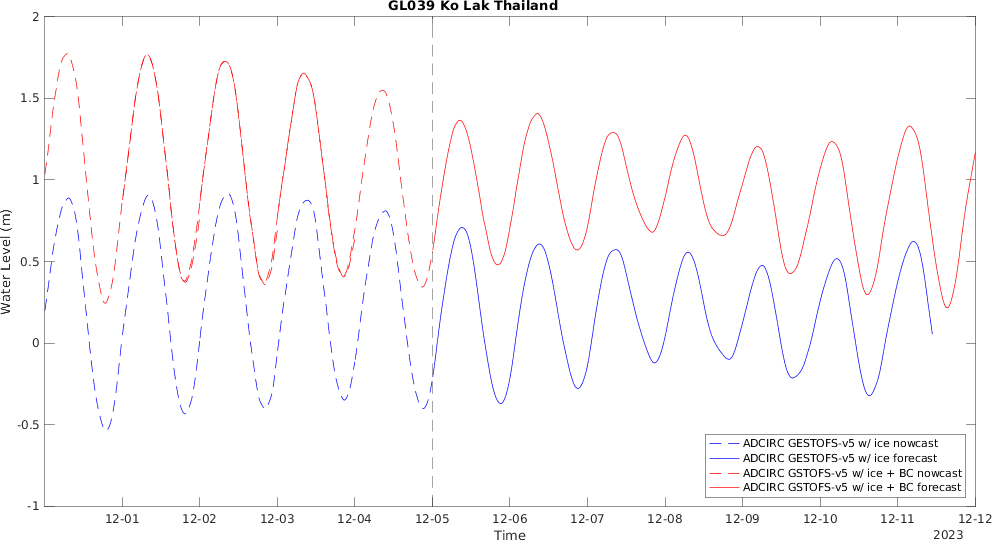 GL039 Ko Lak Thailand
2
1.5
1
0.5
0
-0.5
-1
Water Level (m)
12-01 12-02 12-03 12-04 12-05 12-06 12-07 12-08 12-09 12-10 12-11 12-12
Time
2023
ADCIRC GESTOFS-v5 w/ ice nowcast
ADCIRC GESTOFS-v5 w/ ice forecast
ADCIRC GSTOFS-v5 w/ ice + BC nowcast
ADCIRC GSTOFS-v5 w/ ice + BC forecast